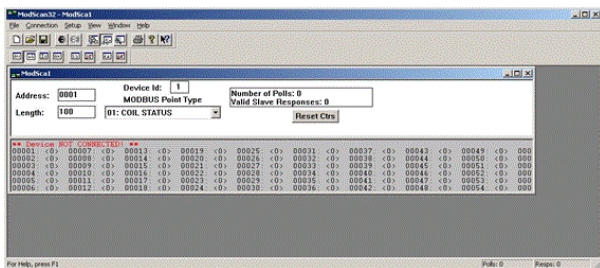 ModScan32 - ModSca1
File Connection Setup View Window Help
ModSca1
Address: 0001
Device Id: 1
MODBUS Point Type
Number of Polls: 0
Valid Slave Responses: 0
Length: 100
01: COIL STATUS
Reset Ctrs
** Device NOT CONNECTED! **
00001: <0> 00007: <0> 00013: <0> 00019: <0> 00025: <0> 00031: <0> 00037: <0> 00043: <0> 00049: <0> 000
00002: <0> 00008: <0> 00014: <0> 00020: <0> 00026: <0> 00032: <0> 00038: <0> 00044: <0> 00050: <0> 000
00003: <0> 00009: <0> 00015: <0> 00021: <0> 00027: <0> 00033: <0> 00039: <0> 00045: <0> 00051: <0> 000
00004: <0> 00010: <0> 00016: <0> 00022: <0> 00028: <0> 00034: <0> 00040: <0> 00046: <0> 00052: <0> 000
00005: <0> 00011: <0> 00017: <0> 00023: <0> 00029: <0> 00035: <0> 00041: <0> 00047: <0> 00053: <0> 000
00006: <0> 00012: <0> 00018: <0> 00024: <0> 00030: <0> 00036: <0> 00042: <0> 00048: <0> 00054: <0> 000
For Help, press F1
Polls: 0
Resps: 0